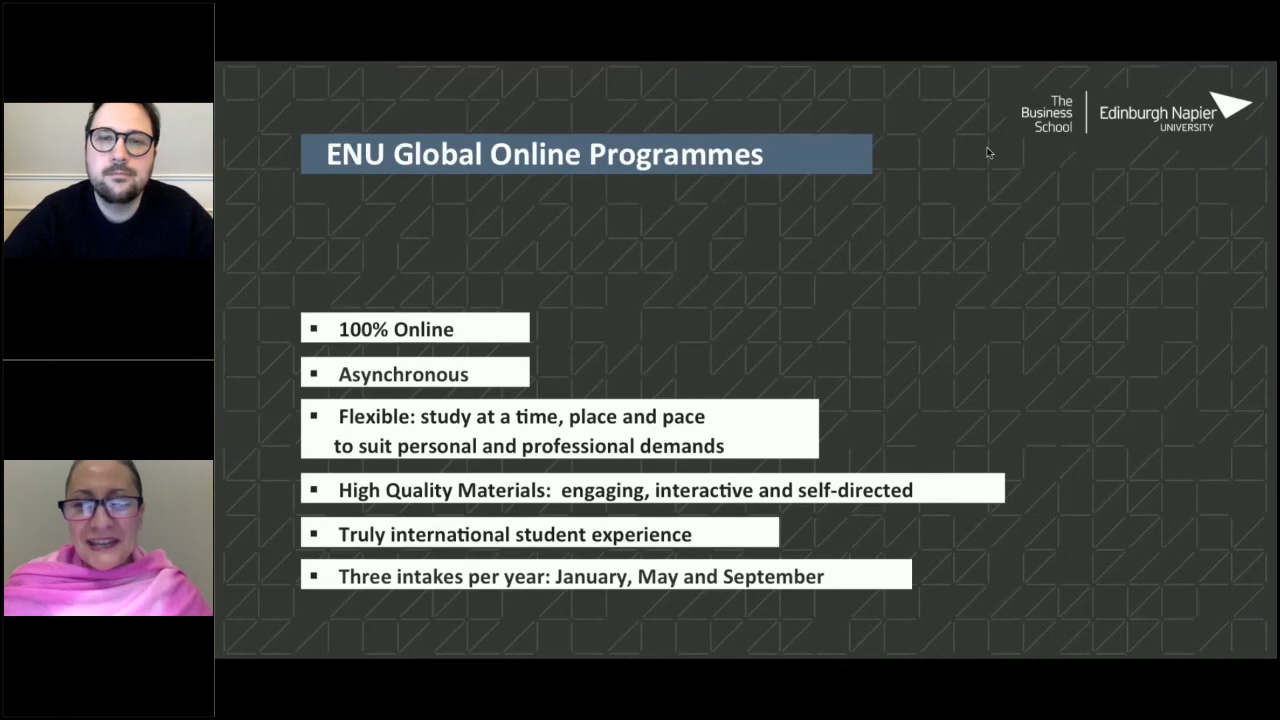 The
Business
School
Edinburgh Napier
UNIVERSITY
ENU Global Online Programmes
▪ 100% Online
▪ Asynchronous
▪ Flexible: study at a time, place and pace
to suit personal and professional demands
▪ High Quality Materials: engaging, interactive and self-directed
▪ Truly international student experience
▪ Three intakes per year: January, May and September